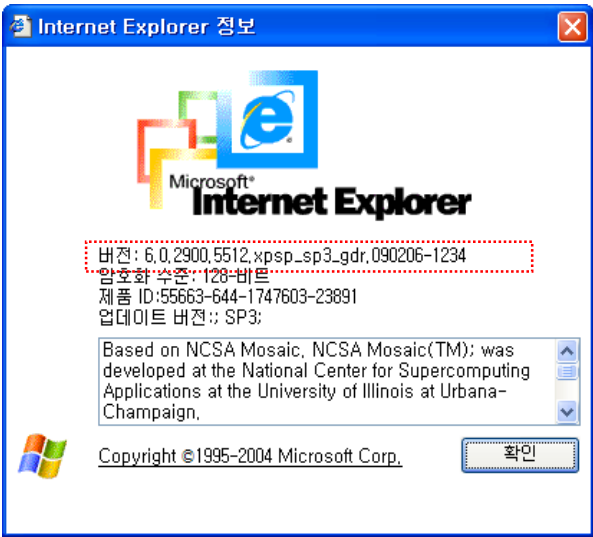 Internet Explorer 정보
Microsoft®
Internet Explorer
버전: 6.0.2900.5512.xpsp_sp3_gdr.090206-1234
암호화 수준: 128-비트
제품 ID:55663-644-1747603-23891
업데이트 버전:; SP3;
Based on NCSA Mosaic. NCSA Mosaic(TM); was
developed at the National Center for Supercomputing
Applications at the University of Illinois at Urbana-
Champaign.
Copyright ©1995-2004 Microsoft Corp.
확인